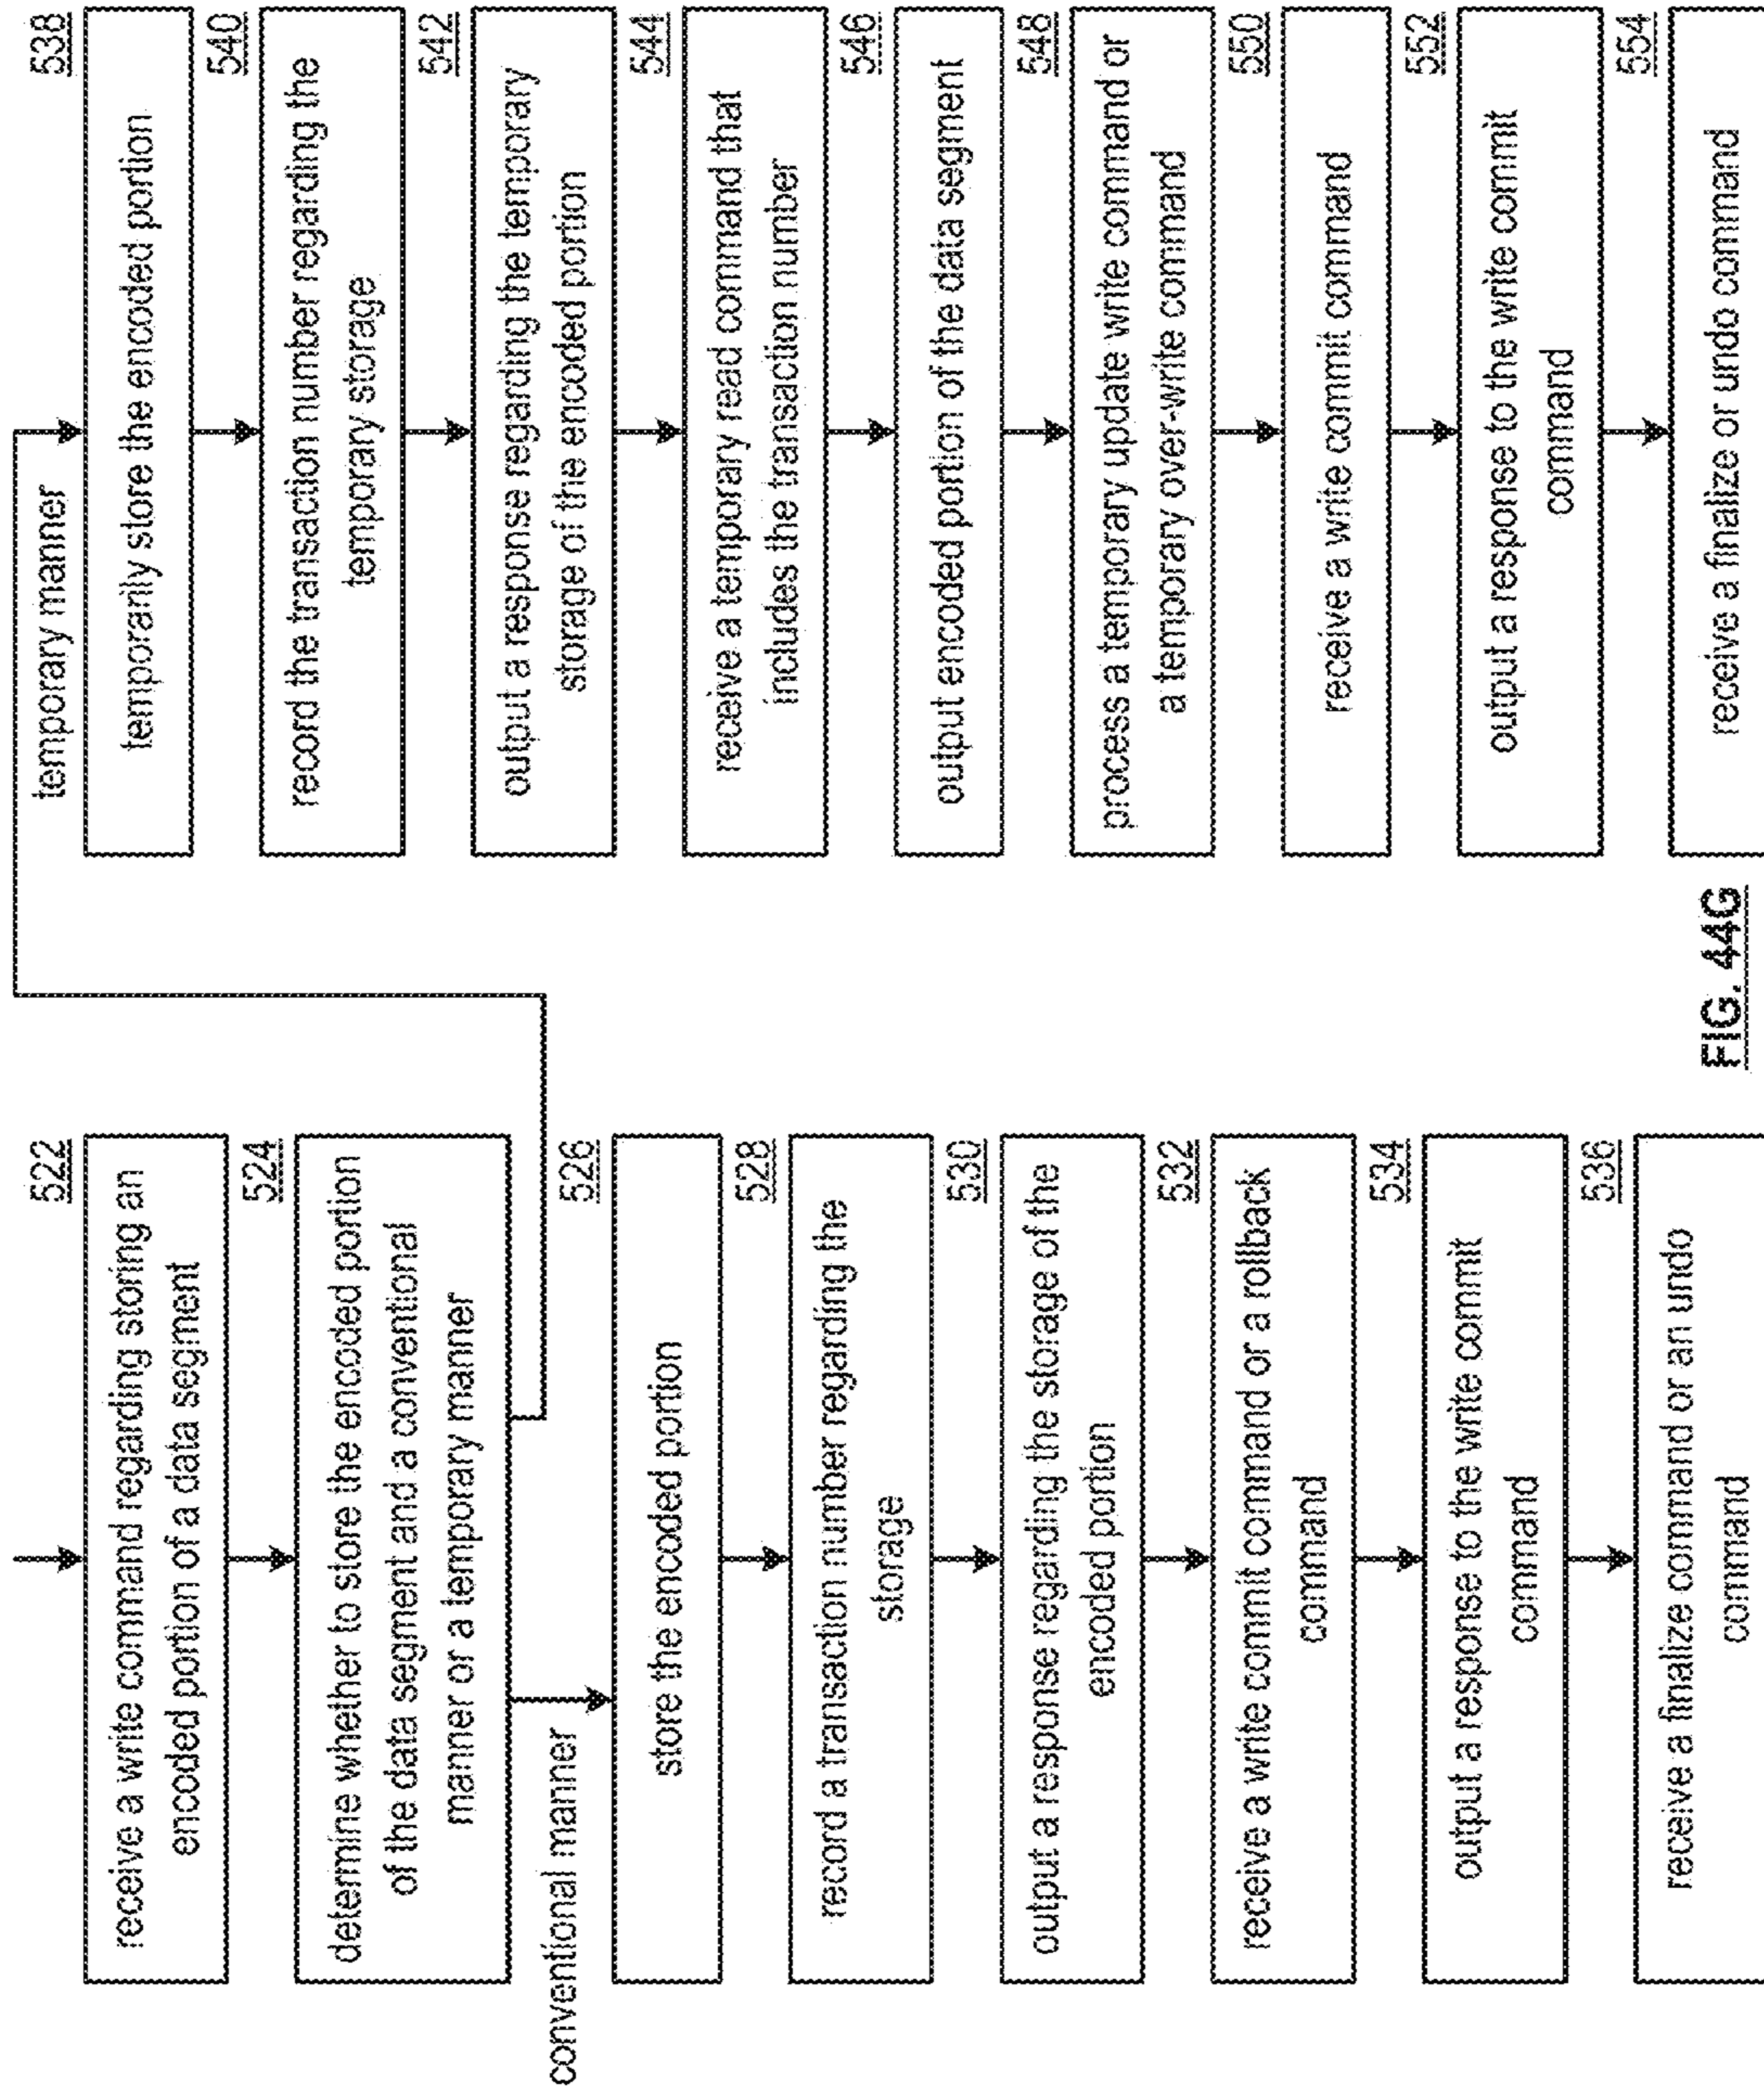 522
receive a write command regarding storing an
encoded portion of a data segment
524
determine whether to store the encoded portion
of the data segment and a conventional
manner or a temporary manner
conventional manner
526
store the encoded portion
528
record a transaction number regarding the
storage
530
output a response regarding the storage of the
encoded portion
532
receive a write commit command or a rollback
command
534
output a response to the write commit
command
536
receive a finalize command or an undo
command
temporary manner
538
temporarily store the encoded portion
540
record the transaction number regarding the
temporary storage
542
output a response regarding the temporary
storage of the encoded portion
544
receive a temporary read command that
includes the transaction number
546
output encoded portion of the data segment
548
process a temporary update write command or
a temporary over-write command
550
receive a write commit command
552
output a response to the write commit
command
554
receive a finalize or undo command
FIG. 44G